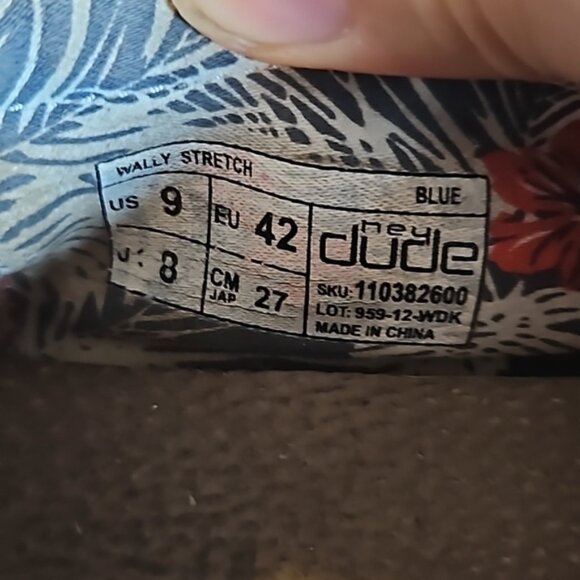 WALLY STRETCH BLUE
US 9 EU 42 hey dude
8 CM JAP 27
SKU: 110382600
LOT: 959-12-WDK
MADE IN CHINA